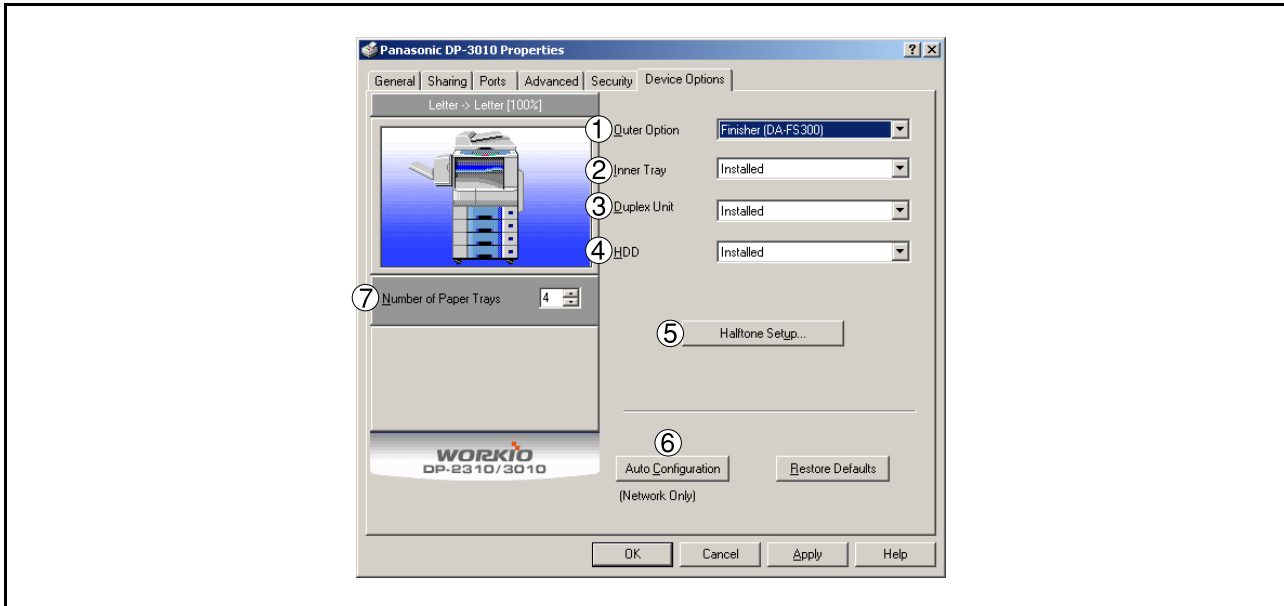 Panasonic DP-3010 Properties
General Sharing Ports Advanced Security Device Options
Letter -> Letter [100%]
1 Outer Option Finisher (DA-FS300)
2 Inner Tray Installed
3 Duplex Unit Installed
4 HDD Installed
7 Number of Paper Trays 4
5 Halftone Setup...
WORKIO
DP-2310/3010
6
Auto Configuration Restore Defaults
(Network Only)
OK Cancel Apply Help